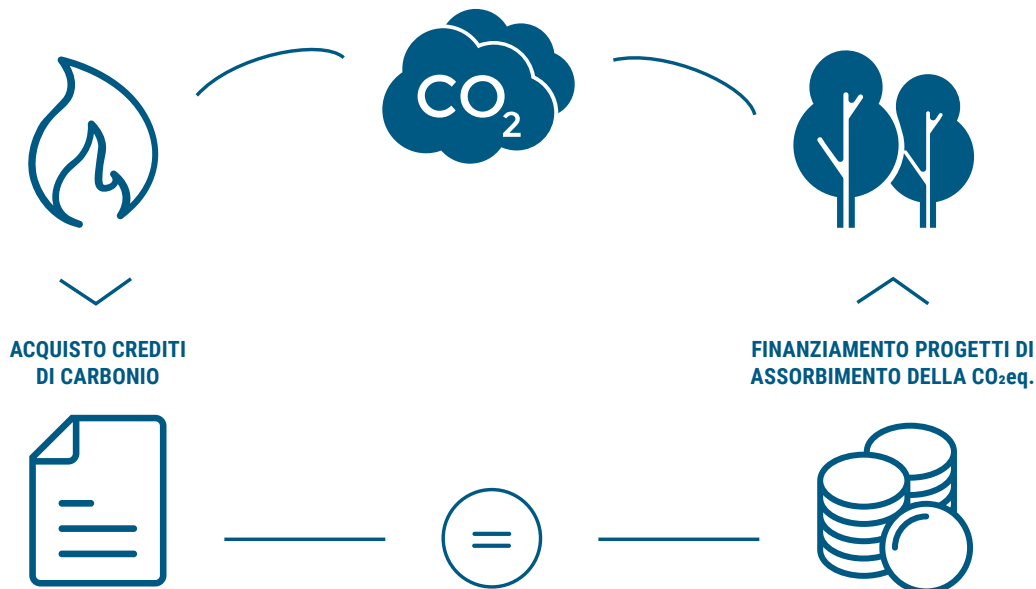 CO₂
ACQUISTO CREDITI
DI CARBONIO
FINANZIAMENTO PROGETTI DI
ASSORBIMENTO DELLA CO₂eq.
=